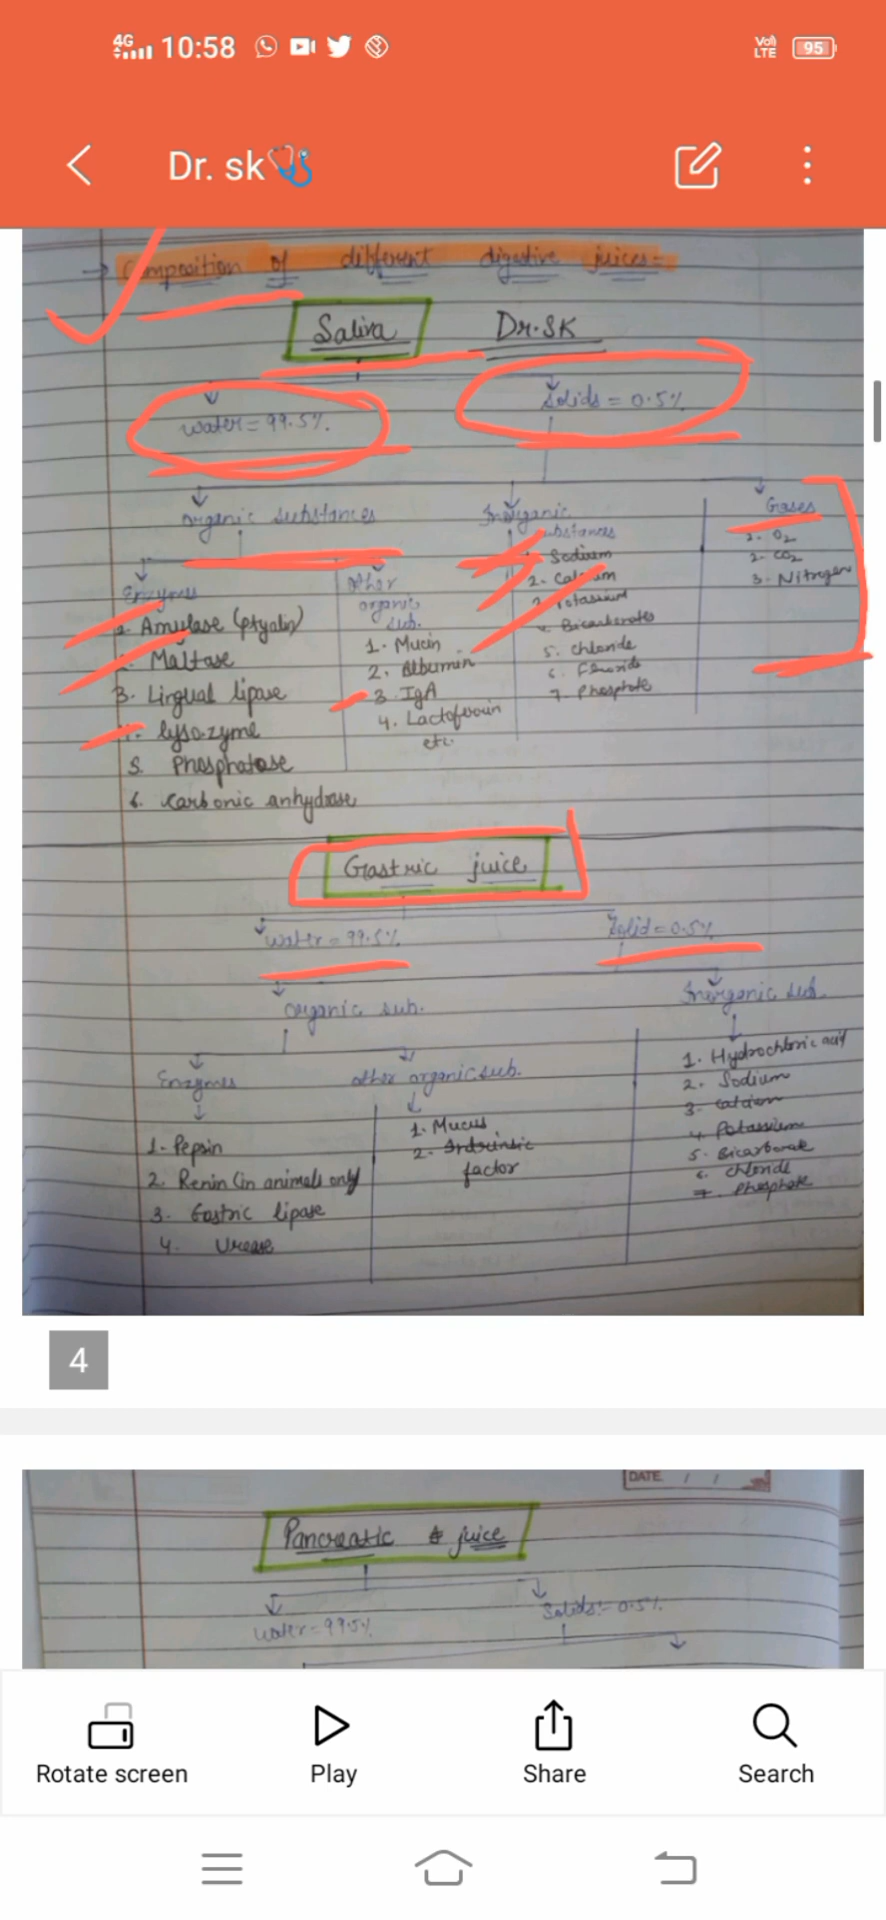 4G 10:58 Vo) LTE 95
Dr. sk
→ Composition of different digestive juices =
Saliva Dr.SK
Water = 99.5%. Solids = 0.5%
organic substances Inorganic substances Gases
Enzymes
1. Amylase (ptyalin)
2. Maltase
3. Lingual lipase
4. lysozyme
5. Phosphatase
6. Carbonic anhydrase
Other organic sub.
1. Mucin
2. Albumin
3. IgA
4. Lactoferrin
etc.
1. Sodium
2. Calcium
3. Potassium
4. Bicarbonates
5. chloride
6. Fluoride
7. Phosphate
1. O2
2. CO2
3. Nitrogen
Gastric juice
Water = 99.5% Solid = 0.5%
organic sub. Inorganic sub.
Enzymes other organic sub.
1. Pepsin
2. Renin (in animals only)
3. Gastric lipase
4. Urease
1. Mucus
2. Intrinsic
factor
1. Hydrochloric acid
2. Sodium
3. Calcium
4. Potassium
5. Bicarbonate
6. chloride
7. Phosphate
4
DATE / /
Pancreatic juice
Water = 99.5% Solids = 0.5%
Rotate screen Play Share Search